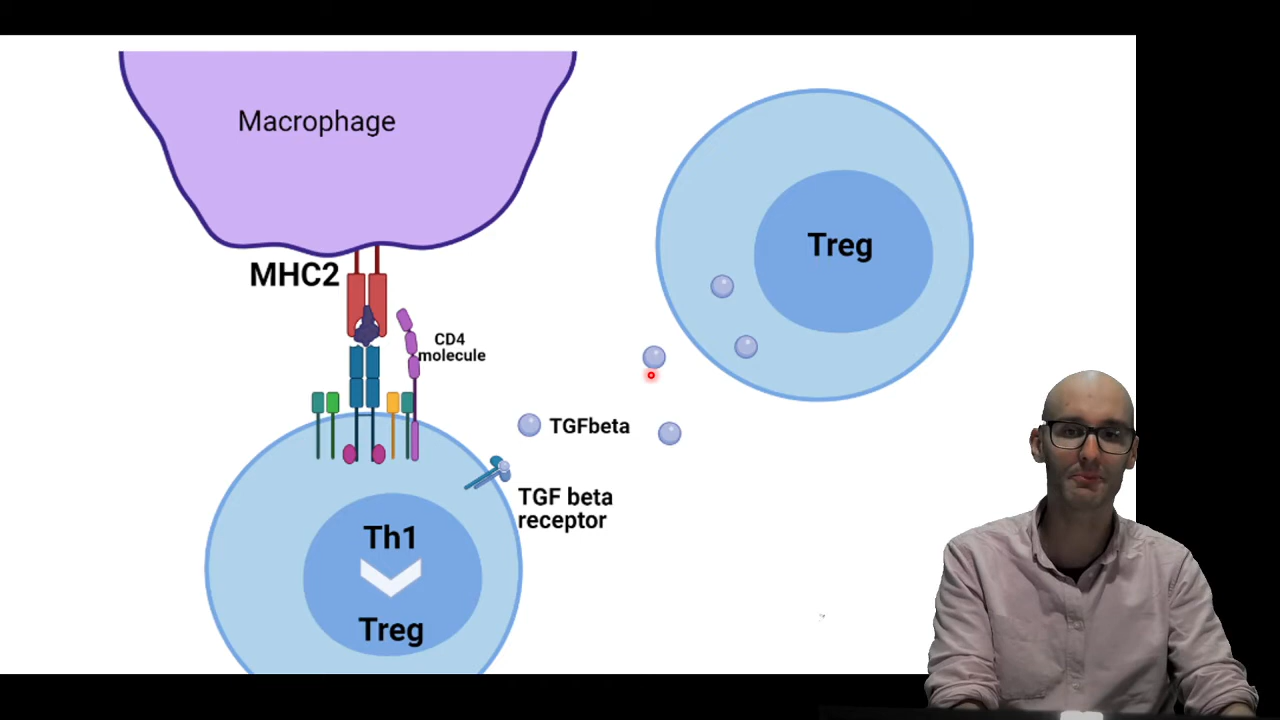 Macrophage
MHC2
CD4
molecule
Treg
TGFbeta
TGF beta
receptor
Th1
Treg